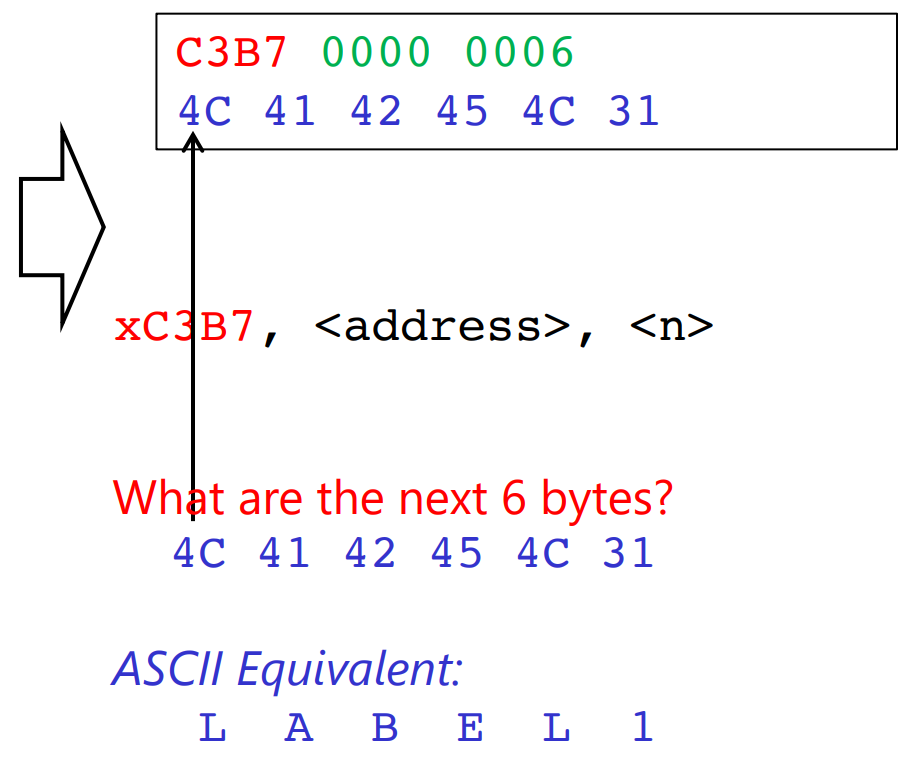 C3B7 0000 0006
4C 41 42 45 4C 31
xC3B7, <address>, <n>
What are the next 6 bytes?
4C 41 42 45 4C 31
ASCII Equivalent:
L A B E L 1